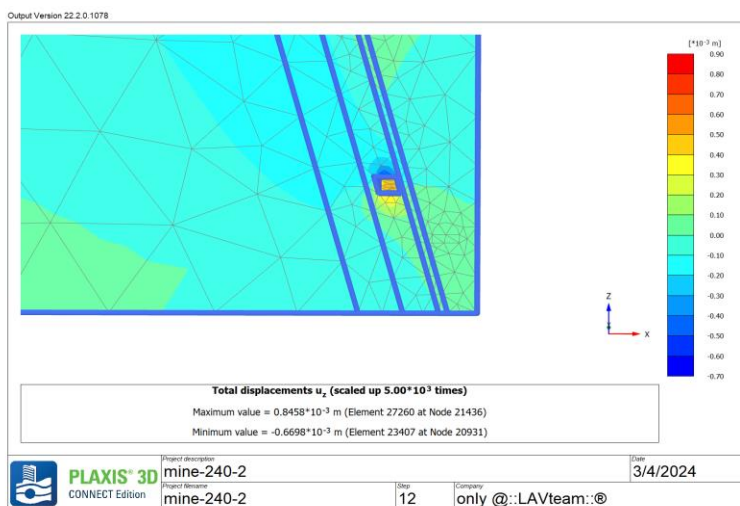 Output Version 22.2.0.1078
[*10⁻³ m]
0.90
0.80
0.70
0.60
0.50
0.40
0.30
0.20
0.10
0.00
-0.10
-0.20
-0.30
-0.40
-0.50
-0.60
-0.70
Z
X
Total displacements u_z (scaled up 5.00*10³ times)
Maximum value = 0.8458*10⁻³ m (Element 27260 at Node 21436)
Minimum value = -0.6698*10⁻³ m (Element 23407 at Node 20931)
PLAXIS® 3D
CONNECT Edition
Project description
mine-240-2
Date
3/4/2024
Project filename
mine-240-2
Step
12
Company
only @::LAVteam::®